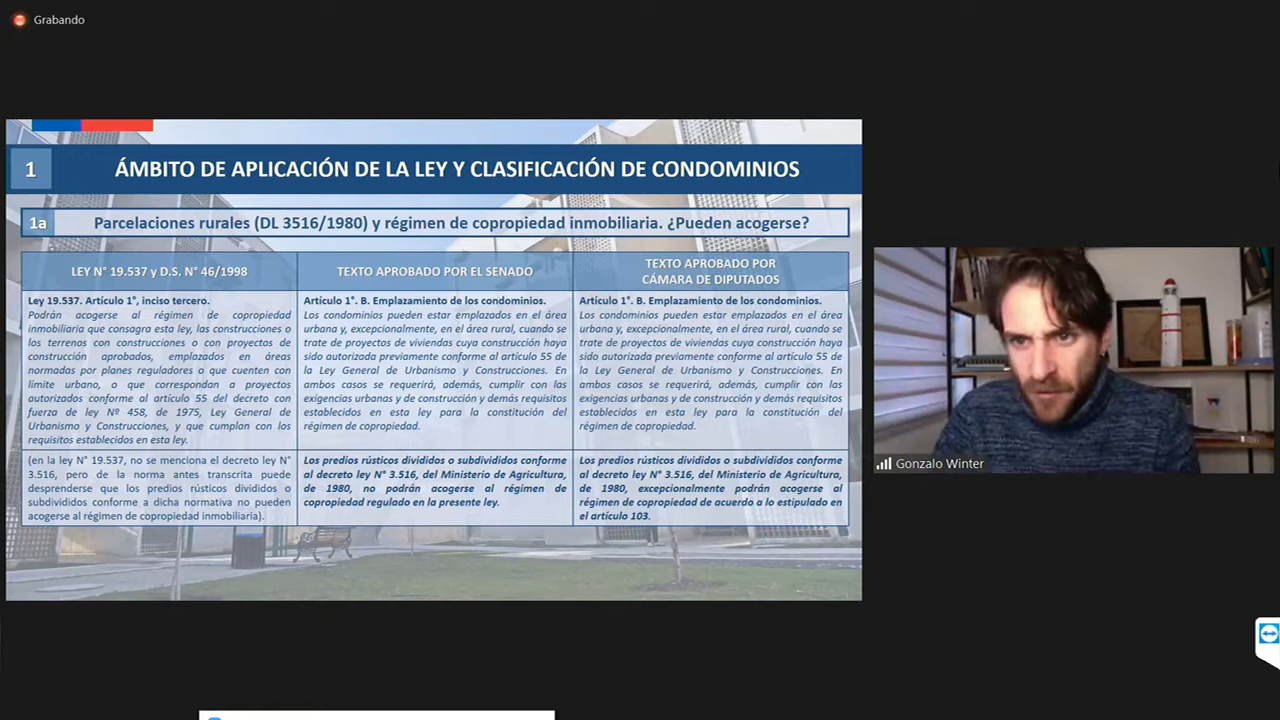 Grabando
1
ÁMBITO DE APLICACIÓN DE LA LEY Y CLASIFICACIÓN DE CONDOMINIOS
1a
Parcelaciones rurales (DL 3516/1980) y régimen de copropiedad inmobiliaria. ¿Pueden acogerse?
LEY N° 19.537 y D.S. N° 46/1998
Ley 19.537. Artículo 1°, inciso tercero.
Podrán acogerse al régimen de copropiedad
inmobiliaria que consagra esta ley, las construcciones o
los terrenos con construcciones o con proyectos de
construcción aprobados, emplazados en áreas
normadas por planes reguladores o que cuenten con
límite urbano, o que correspondan a proyectos
autorizados conforme al artículo 55 del decreto con
fuerza de ley Nº 458, de 1975, Ley General de
Urbanismo y Construcciones, y que cumplan con los
requisitos establecidos en esta ley.
(en la ley N° 19.537, no se menciona el decreto ley N°
3.516, pero de la norma antes transcrita puede
desprenderse que los predios rústicos divididos o
subdivididos conforme a dicha normativa no pueden
acogerse al régimen de copropiedad inmobiliaria).
TEXTO APROBADO POR EL SENADO
Artículo 1°. B. Emplazamiento de los condominios.
Los condominios pueden estar emplazados en el área
urbana y, excepcionalmente, en el área rural, cuando se
trate de proyectos de viviendas cuya construcción haya
sido autorizada previamente conforme al artículo 55 de
la Ley General de Urbanismo y Construcciones. En
ambos casos se requerirá, además, cumplir con las
exigencias urbanas y de construcción y demás requisitos
establecidos en esta ley para la constitución del
régimen de copropiedad.
Los predios rústicos divididos o subdivididos conforme
al decreto ley N° 3.516, del Ministerio de Agricultura,
de 1980, no podrán acogerse al régimen de
copropiedad regulado en la presente ley.
TEXTO APROBADO POR
CÁMARA DE DIPUTADOS
Artículo 1°. B. Emplazamiento de los condominios.
Los condominios pueden estar emplazados en el área
urbana y, excepcionalmente, en el área rural, cuando se
trate de proyectos de viviendas cuya construcción haya
sido autorizada previamente conforme al artículo 55 de
la Ley General de Urbanismo y Construcciones. En
ambos casos se requerirá, además, cumplir con las
exigencias urbanas y de construcción y demás requisitos
establecidos en esta ley para la constitución del
régimen de copropiedad.
Los predios rústicos divididos o subdivididos conforme
al decreto ley N° 3.516, del Ministerio de Agricultura,
de 1980, excepcionalmente podrán acogerse al
régimen de copropiedad de acuerdo a lo estipulado en
el artículo 103.
Gonzalo Winter